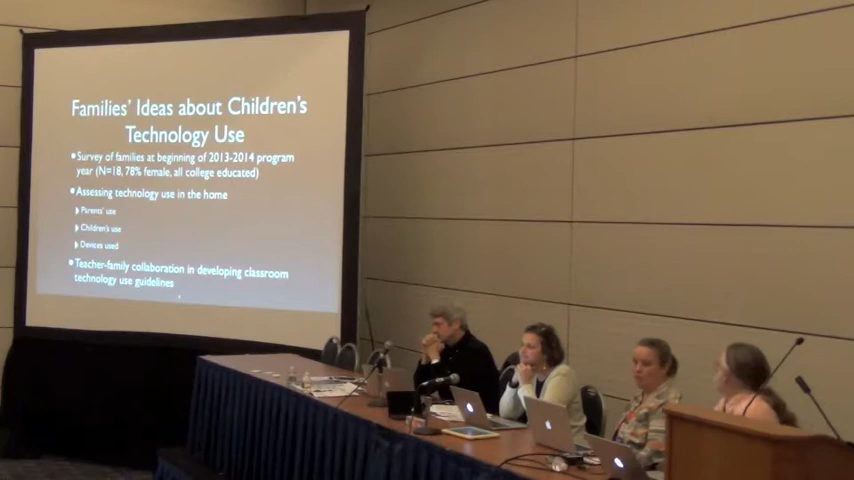 Families' Ideas about Children's
Technology Use
Survey of families at beginning of 2013-2014 program
year (N=18, 78% female, all college educated)
Assessing technology use in the home
Parents' use
Children's use
Devices used
Teacher-family collaboration in developing classroom
technology use guidelines